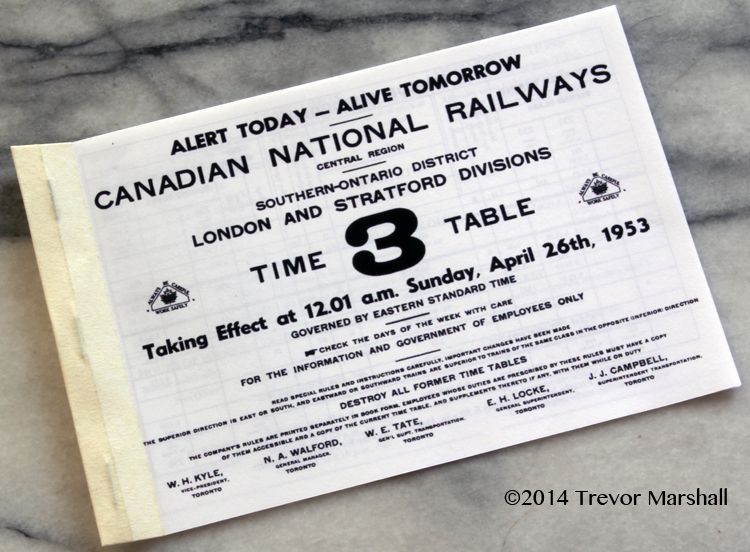 ALERT TODAY — ALIVE TOMORROW
CANADIAN NATIONAL RAILWAYS
CENTRAL REGION
SOUTHERN-ONTARIO DISTRICT
LONDON AND STRATFORD DIVISIONS
TIME 3 TABLE
ALWAYS BE CAREFUL
WORK SAFELY
ALWAYS BE CAREFUL
WORK SAFELY
Taking Effect at 12.01 a.m. Sunday, April 26th, 1953
GOVERNED BY EASTERN STANDARD TIME
☛ CHECK THE DAYS OF THE WEEK WITH CARE
FOR THE INFORMATION AND GOVERNMENT OF EMPLOYEES ONLY
READ SPECIAL RULES AND INSTRUCTIONS CAREFULLY, IMPORTANT CHANGES HAVE BEEN MADE
THE SUPERIOR DIRECTION IS EAST OR SOUTH, AND EASTWARD OR SOUTHWARD TRAINS ARE SUPERIOR TO TRAINS OF THE SAME CLASS IN THE OPPOSITE (INFERIOR) DIRECTION
DESTROY ALL FORMER TIME TABLES
THE COMPANY'S RULES ARE PRINTED SEPARATELY IN BOOK FORM. EMPLOYEES WHOSE DUTIES ARE PRESCRIBED BY THESE RULES MUST HAVE A COPY
OF THEM ACCESSIBLE AND A COPY OF THE CURRENT TIME TABLE, AND SUPPLEMENTS THERETO IF ANY, WITH THEM WHILE ON DUTY
W. H. KYLE,
VICE-PRESIDENT,
TORONTO
N. A. WALFORD,
GENERAL MANAGER,
TORONTO
W. E. TATE,
GEN'L SUPT. TRANSPORTATION,
TORONTO
E. H. LOCKE,
GENERAL SUPERINTENDENT,
TORONTO
J. J. CAMPBELL,
SUPERINTENDENT TRANSPORTATION,
TORONTO
©2014 Trevor Marshall